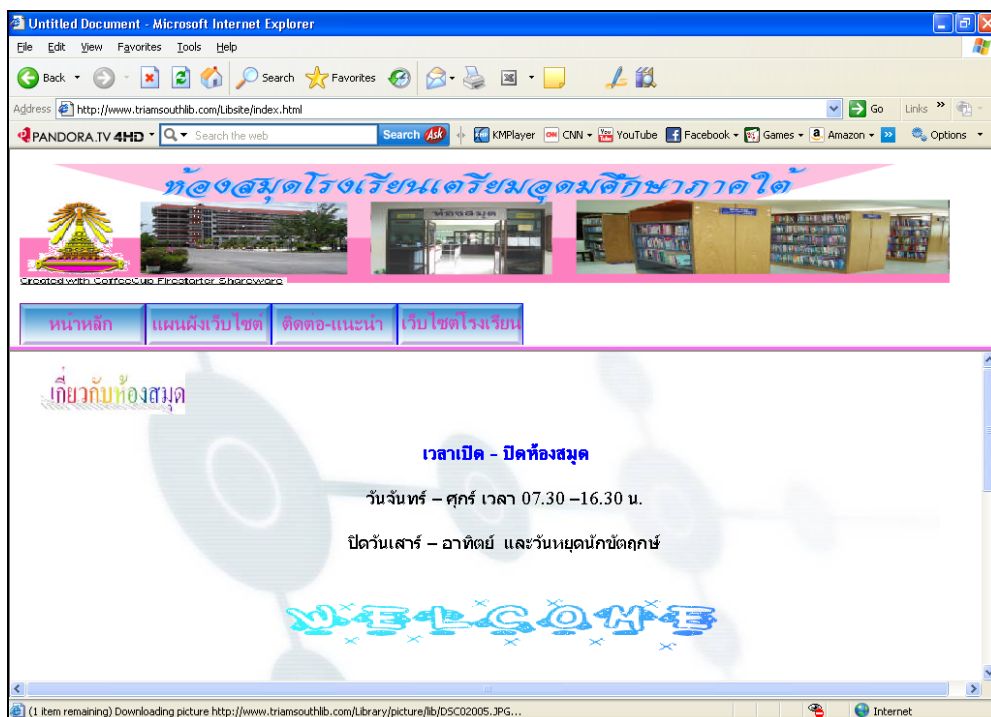 Untitled Document - Microsoft Internet Explorer
File Edit View Favorites Tools Help
Back Search Favorites
Address http://www.triamsouthlib.com/Libsite/index.html Go Links »
PANDORA.TV 4HD Search the web Search Ask KMPlayer CNN YouTube Facebook Games Amazon » Options
ห้องสมุดโรงเรียนเตรียมอุดมศึกษาภาคใต้
ห้องสมุด
Created with CoffeeCup Firestarter Shareware
หน้าหลัก แผนผังเว็บไซต์ ติดต่อ-แนะนำ เว็บไซต์โรงเรียน
เกี่ยวกับห้องสมุด
เวลาเปิด - ปิดห้องสมุด
วันจันทร์ – ศุกร์ เวลา 07.30 –16.30 น.
ปิดวันเสาร์ – อาทิตย์ และวันหยุดนักขัตฤกษ์
WELCOME
(1 item remaining) Downloading picture http://www.triamsouthlib.com/Library/picture/lib/DSC02005.JPG... Internet